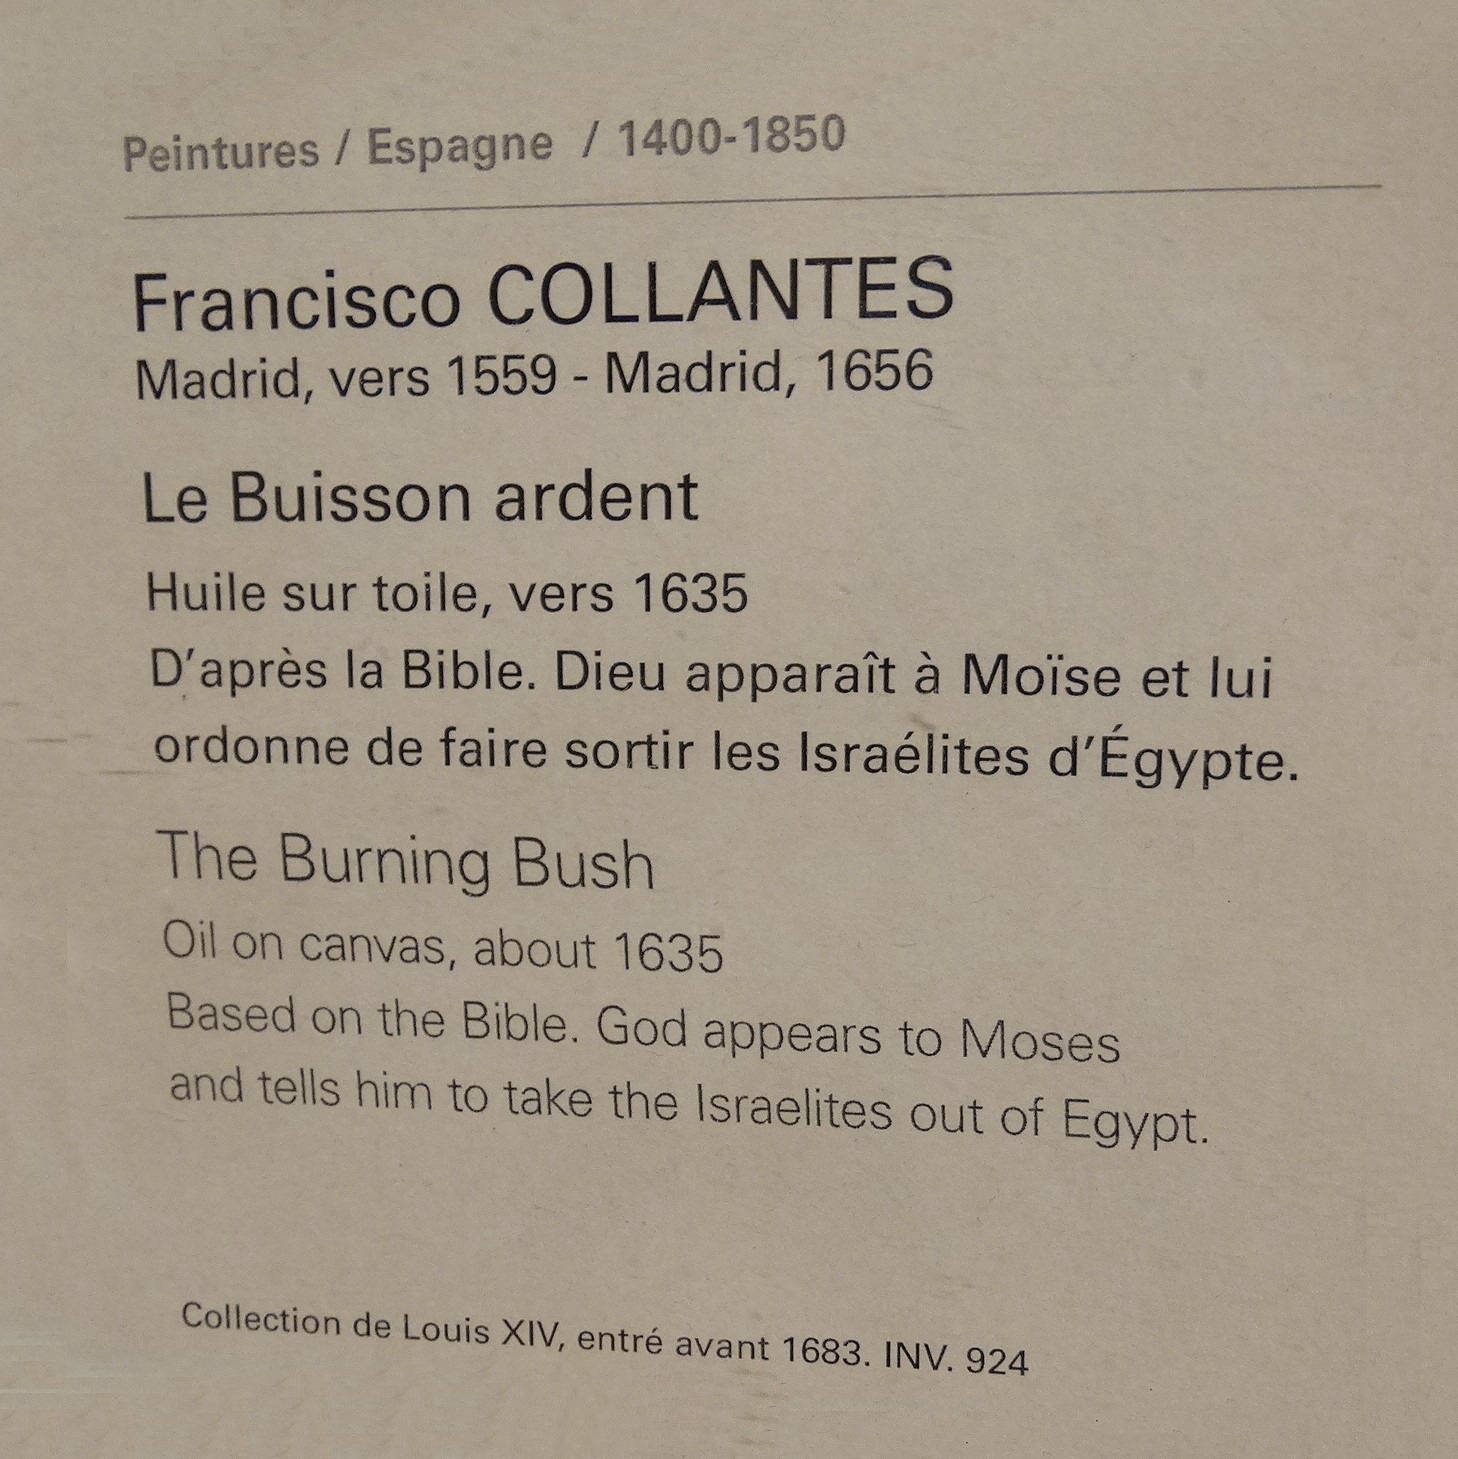 Peintures / Espagne / 1400-1850
Francisco COLLANTES
Madrid, vers 1559 - Madrid, 1656
Le Buisson ardent
Huile sur toile, vers 1635
D'après la Bible. Dieu apparaît à Moïse et lui
ordonne de faire sortir les Israélites d'Égypte.
The Burning Bush
Oil on canvas, about 1635
Based on the Bible. God appears to Moses
and tells him to take the Israelites out of Egypt.
Collection de Louis XIV, entré avant 1683. INV. 924